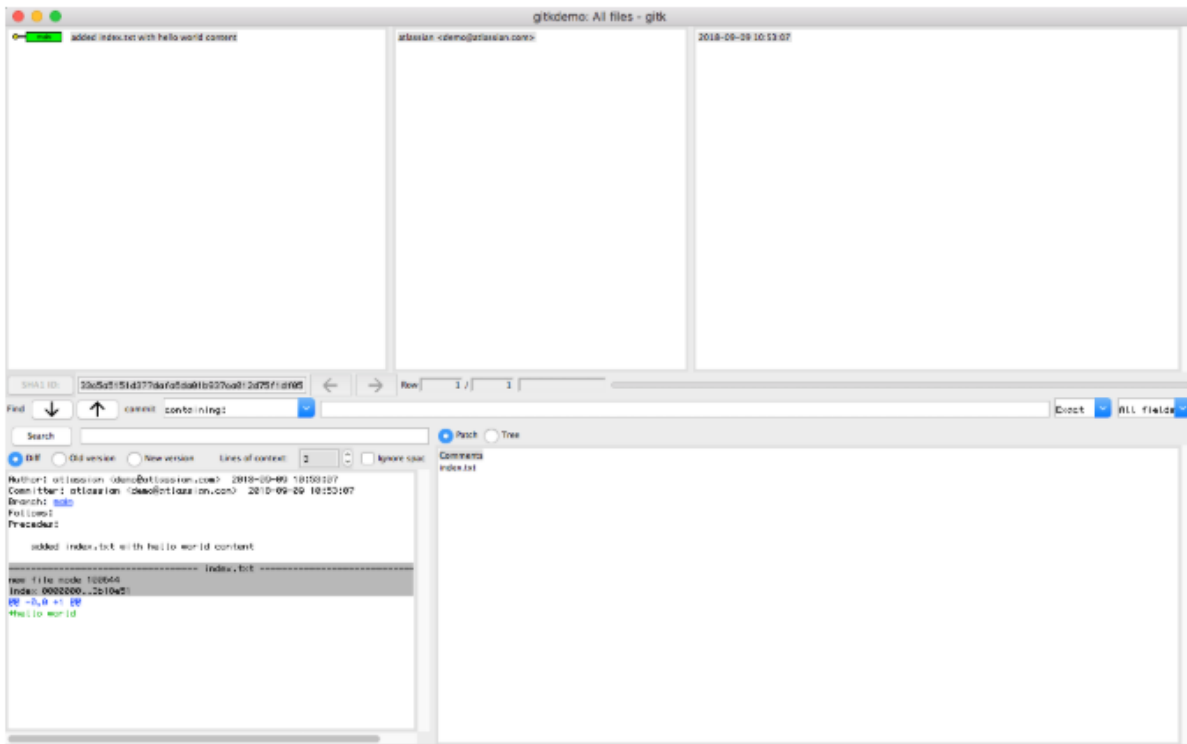 gitkdemo: All files - gitk
main added index.txt with hello world content
atlassian <demo@atlassian.com>
2018-09-09 10:53:07
SHA1 ID:
Row 1 / 1
Find commit containing: Exact All fields
Search
Patch Tree
Diff Old version New version Lines of context: 3 Ignore spac
Comments
index.txt
Author: atlassian <demo@atlassian.com> 2018-09-09 10:53:07
Committer: atlassian <demo@atlassian.com> 2018-09-09 10:53:07
Branch: main
Follows:
Precedes:
added index.txt with hello world content
index.txt
new file mode 100644
@@ -0,0 +1 @@
+hello world